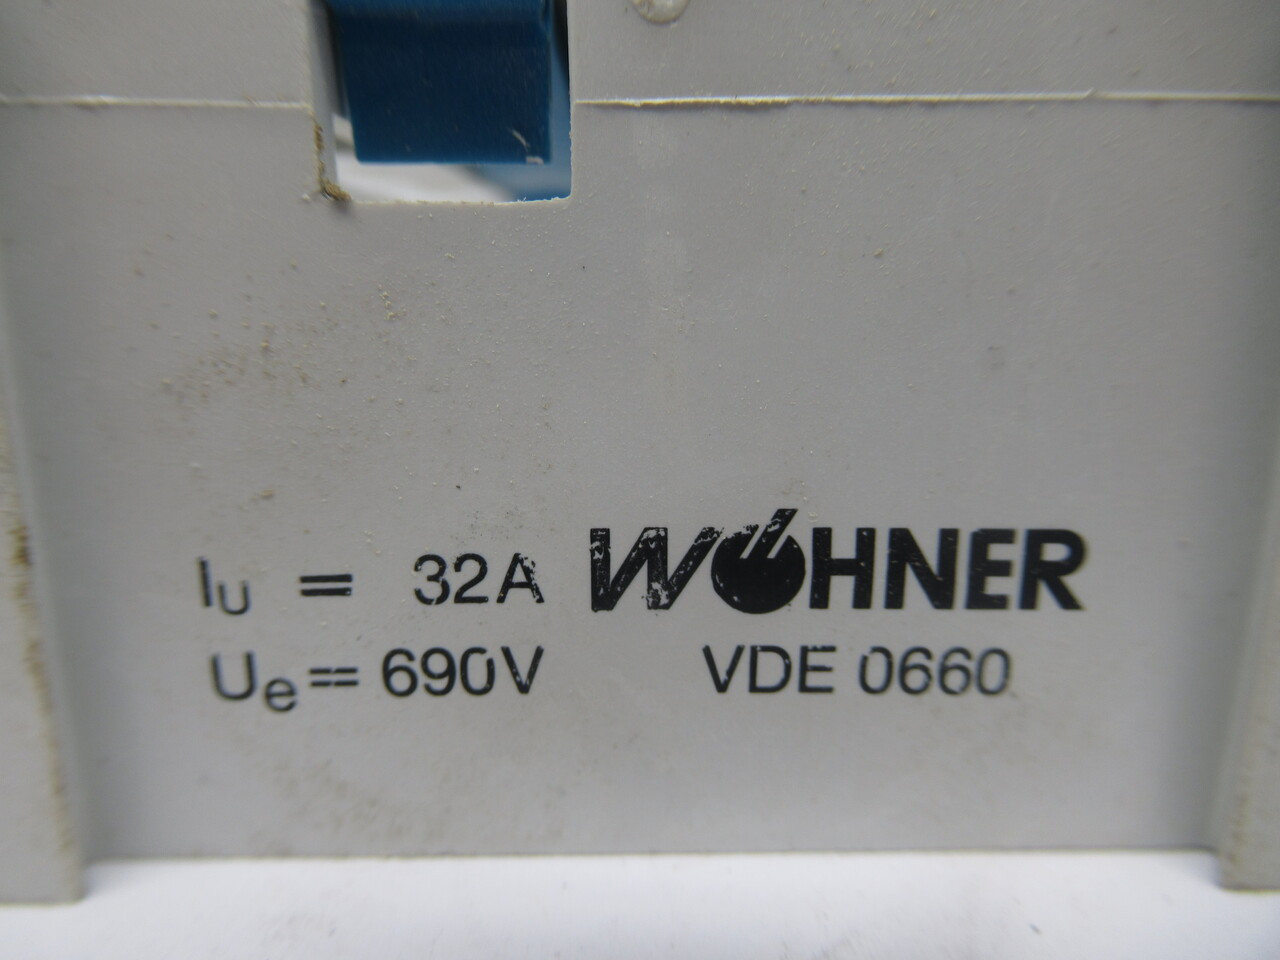 Iu = 32A WÖHNER
Ue = 690V VDE 0660